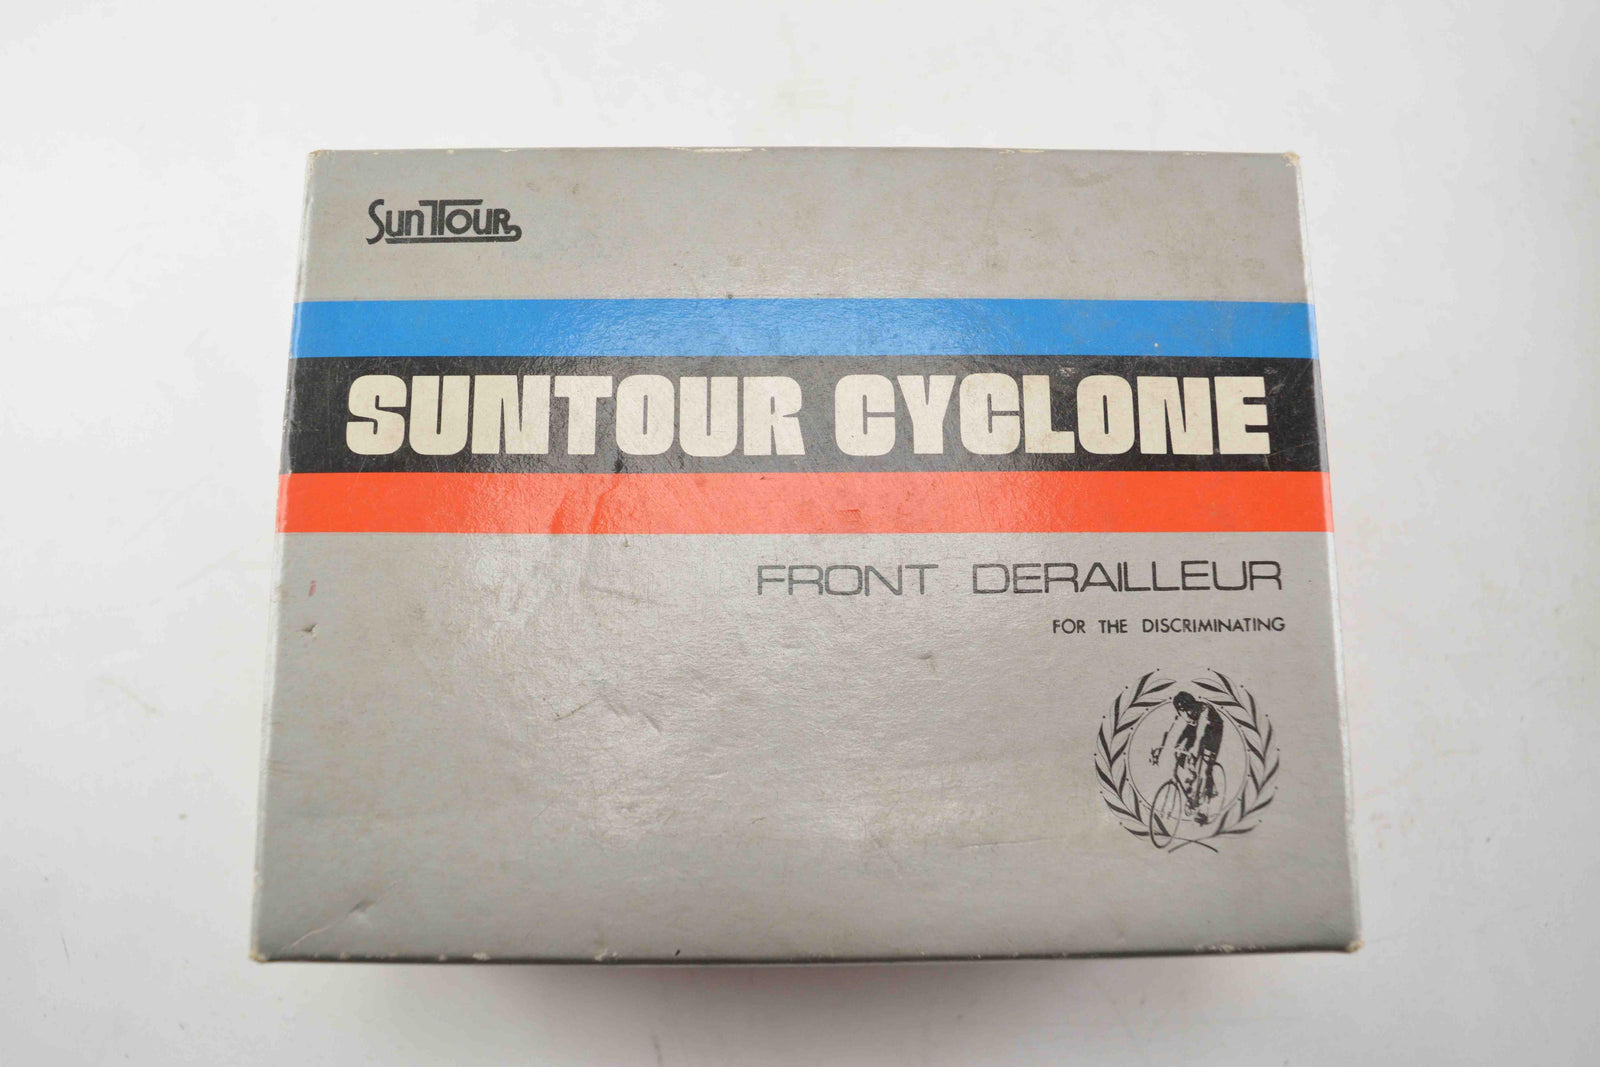 SunTour
SUNTOUR CYCLONE
FRONT DERAILLEUR
FOR THE DISCRIMINATING